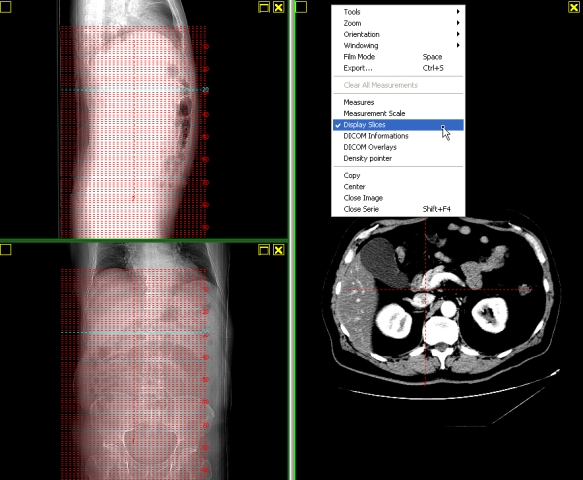 Tools
Zoom
Orientation
Windowing
Film Mode Space
Export... Ctrl+S
Clear All Measurements
Measures
Measurement Scale
Display Slices
DICOM Informations
DICOM Overlays
Density pointer
Copy
Center
Close Image
Close Serie Shift+F4
20